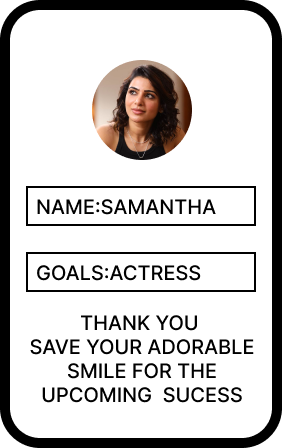 NAME:SAMANTHA
GOALS:ACTRESS
THANK YOU
SAVE YOUR ADORABLE
SMILE FOR THE
UPCOMING  SUCESS